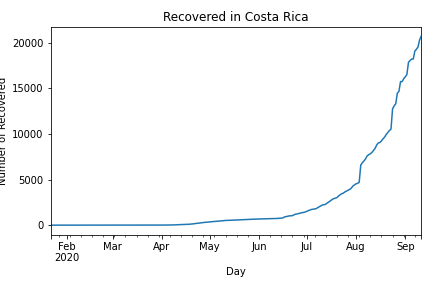 Recovered in Costa Rica
Number of Recovered
20000
15000
10000
5000
0
Feb Mar Apr May Jun Jul Aug Sep
2020
Day